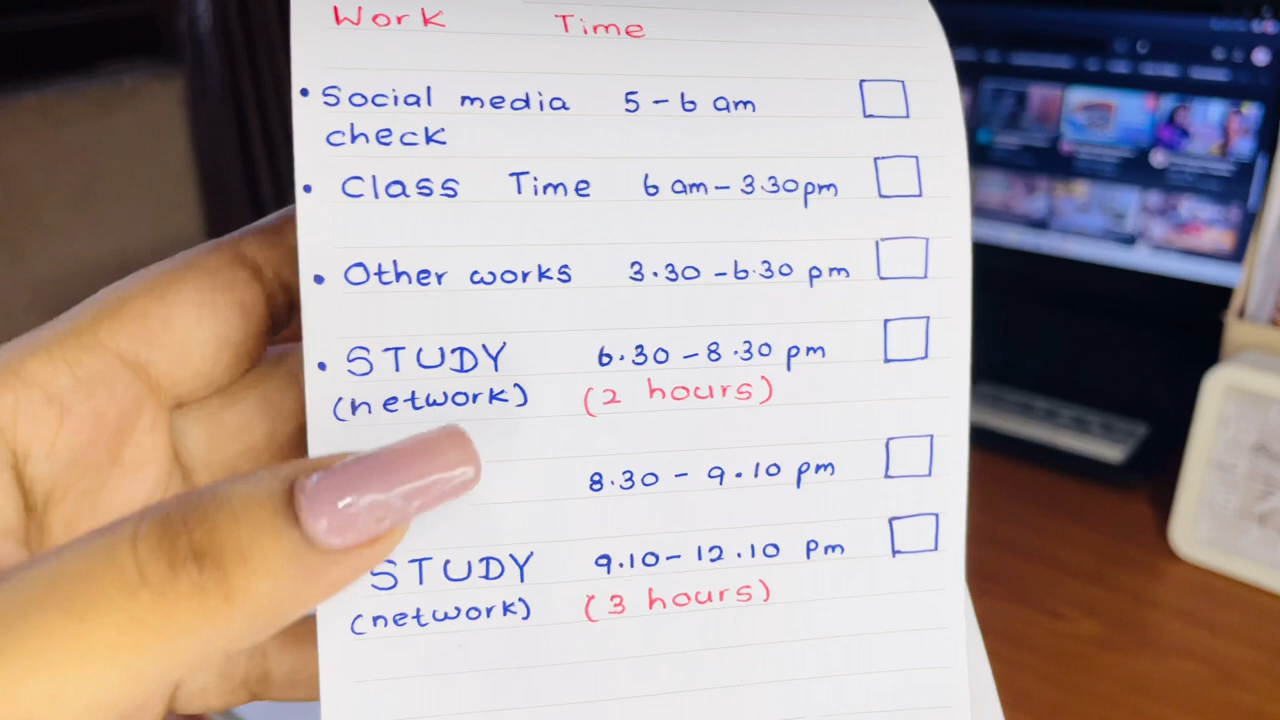 Work Time
• Social media 5 - 6 am
check
• Class Time 6 am - 3.30pm
• Other works 3.30 - 6.30 pm
• STUDY 6.30 - 8.30 pm
(network) (2 hours)
8.30 - 9.10 pm
STUDY 9.10 - 12.10 Pm
(network) (3 hours)